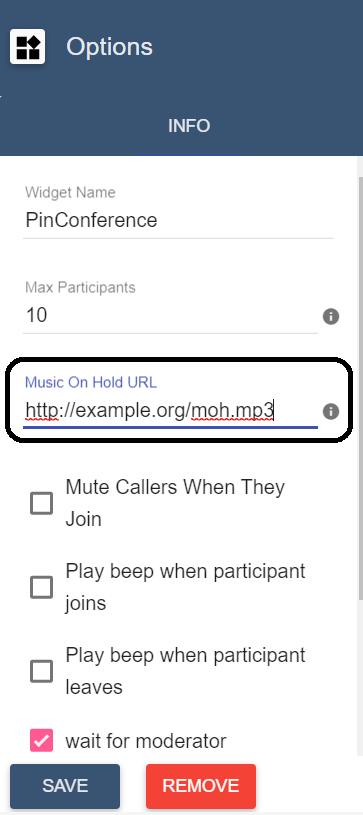 Options
INFO
Widget Name
PinConference
Max Participants
10
Music On Hold URL
http://example.org/moh.mp3
Mute Callers When They
Join
Play beep when participant
joins
Play beep when participant
leaves
wait for moderator
SAVE REMOVE